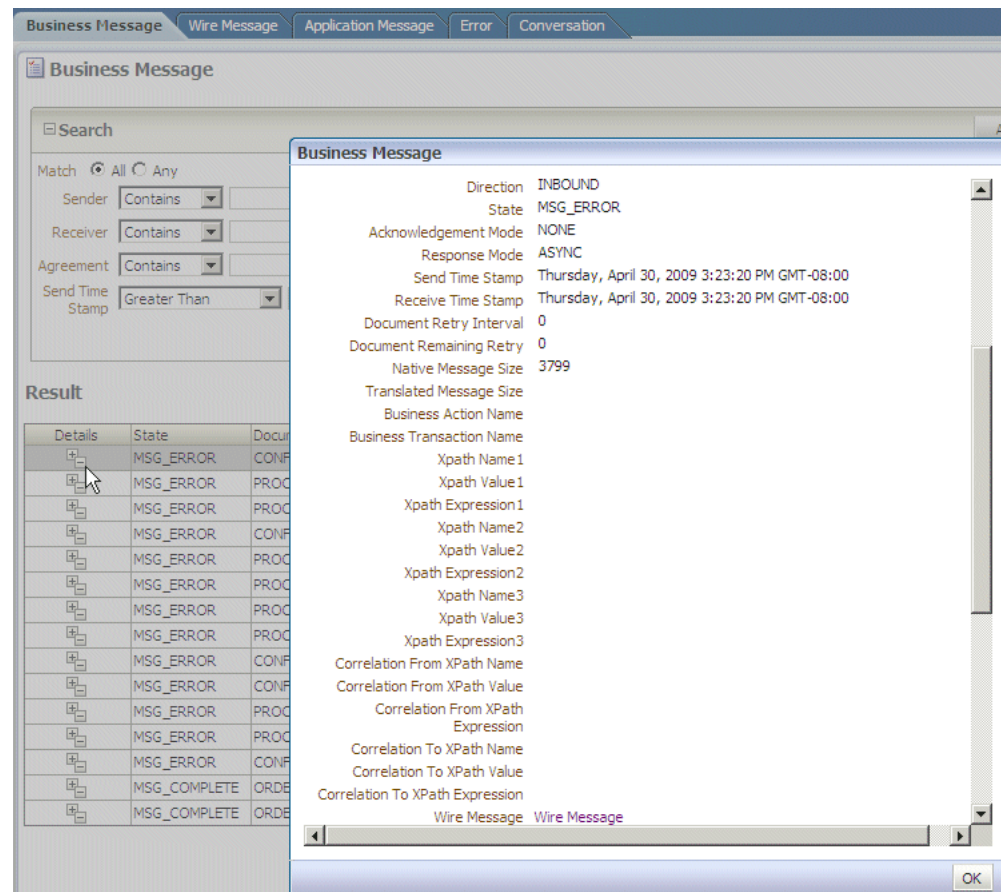 Business Message Wire Message Application Message Error Conversation
Business Message
Search
Match All Any
Sender Contains
Receiver Contains
Agreement Contains
Send Time Stamp Greater Than
Result
Details State
MSG_ERROR
MSG_ERROR
MSG_ERROR
MSG_ERROR
MSG_ERROR
MSG_ERROR
MSG_ERROR
MSG_ERROR
MSG_ERROR
MSG_ERROR
MSG_ERROR
MSG_ERROR
MSG_ERROR
MSG_COMPLETE
MSG_COMPLETE
Business Message
Direction INBOUND
State MSG_ERROR
Acknowledgement Mode NONE
Response Mode ASYNC
Send Time Stamp Thursday, April 30, 2009 3:23:20 PM GMT-08:00
Receive Time Stamp Thursday, April 30, 2009 3:23:20 PM GMT-08:00
Document Retry Interval 0
Document Remaining Retry 0
Native Message Size 3799
Translated Message Size
Business Action Name
Business Transaction Name
Xpath Name1
Xpath Value1
Xpath Expression1
Xpath Name2
Xpath Value2
Xpath Expression2
Xpath Name3
Xpath Value3
Xpath Expression3
Correlation From XPath Name
Correlation From XPath Value
Correlation From XPath
Expression
Correlation To XPath Name
Correlation To XPath Value
Correlation To XPath Expression
Wire Message Wire Message
OK